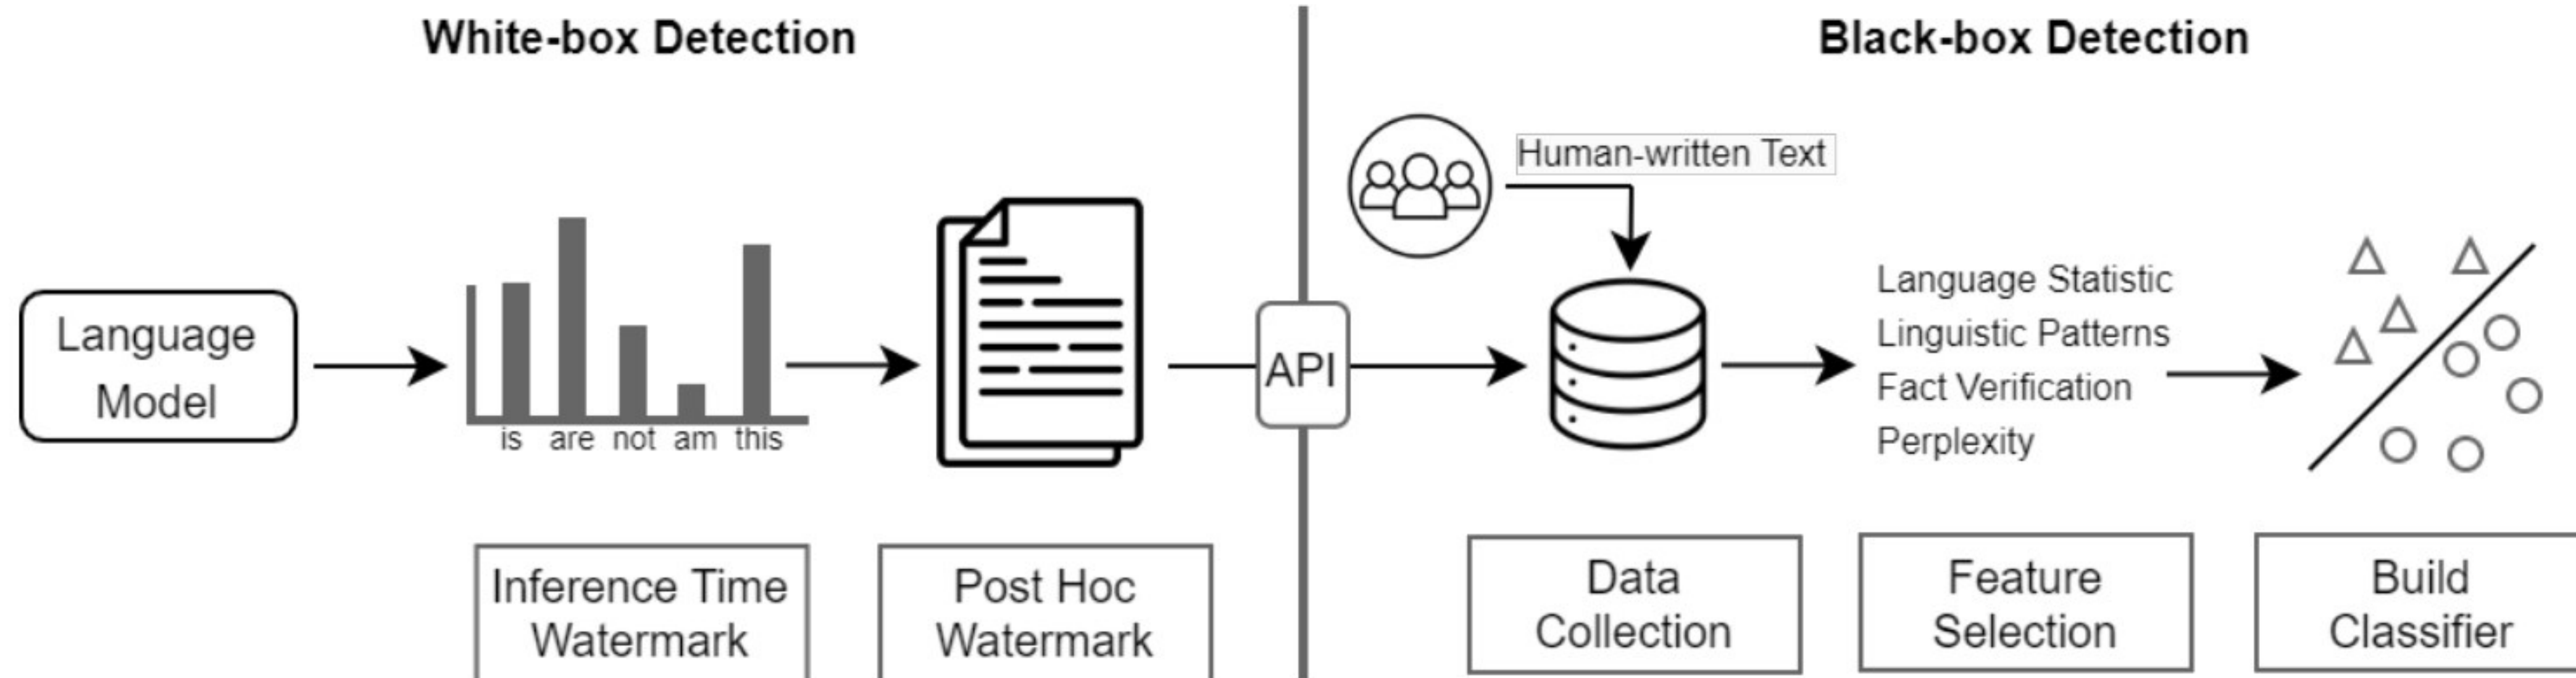 White-box Detection
Black-box Detection
Human-written Text
Language
Model
is are not am this
API
Language Statistic
Linguistic Patterns
Fact Verification
Perplexity
Inference Time
Watermark
Post Hoc
Watermark
Data
Collection
Feature
Selection
Build
Classifier